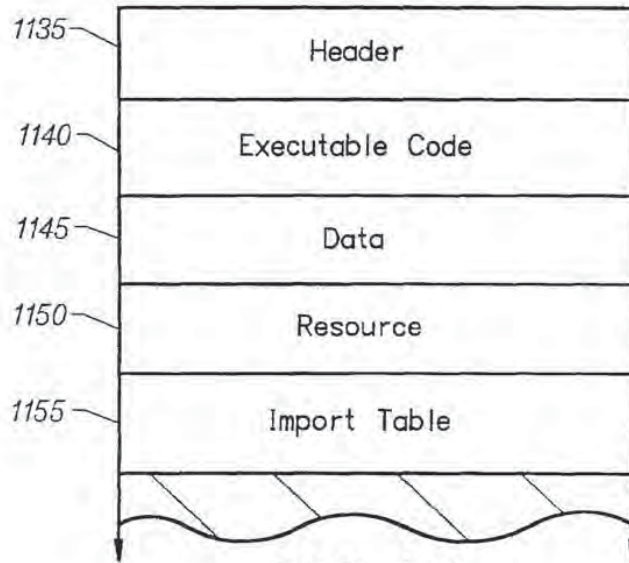 1135
Header
1140
Executable Code
1145
Data
1150
Resource
1155
Import Table